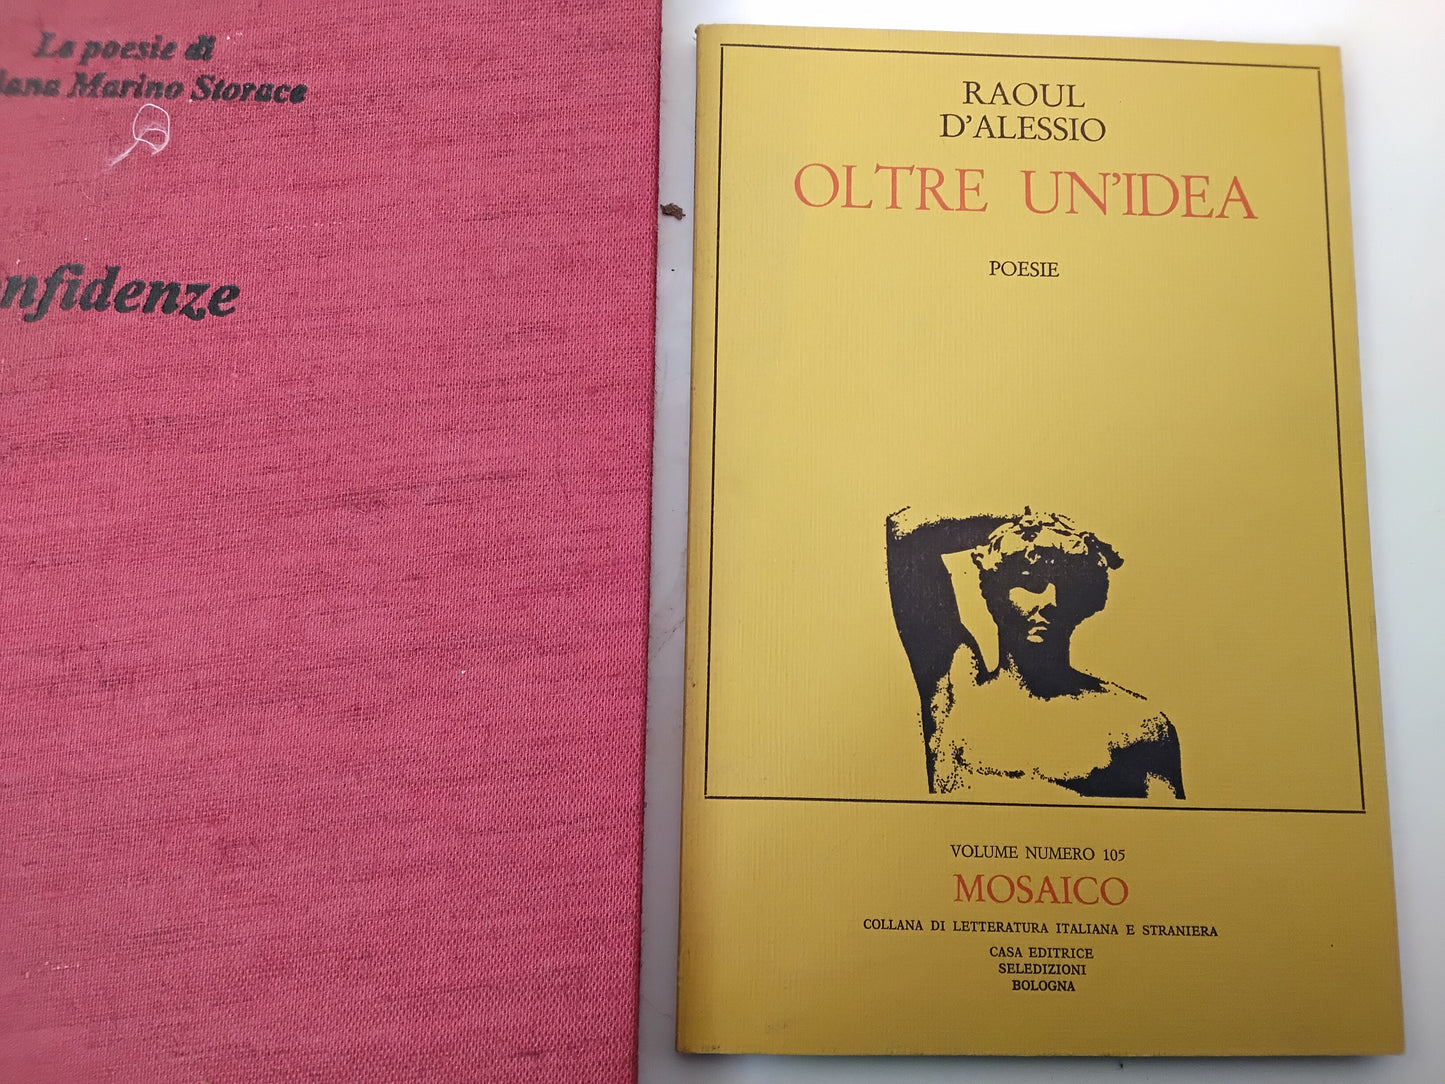 Le poesie di
Marino Storace
RAOUL
D'ALESSIO
OLTRE UN'IDEA
POESIE
VOLUME NUMERO 105
MOSAICO
COLLANA DI LETTERATURA ITALIANA E STRANIERA
CASA EDITRICE
SELEDIZIONI
BOLOGNA